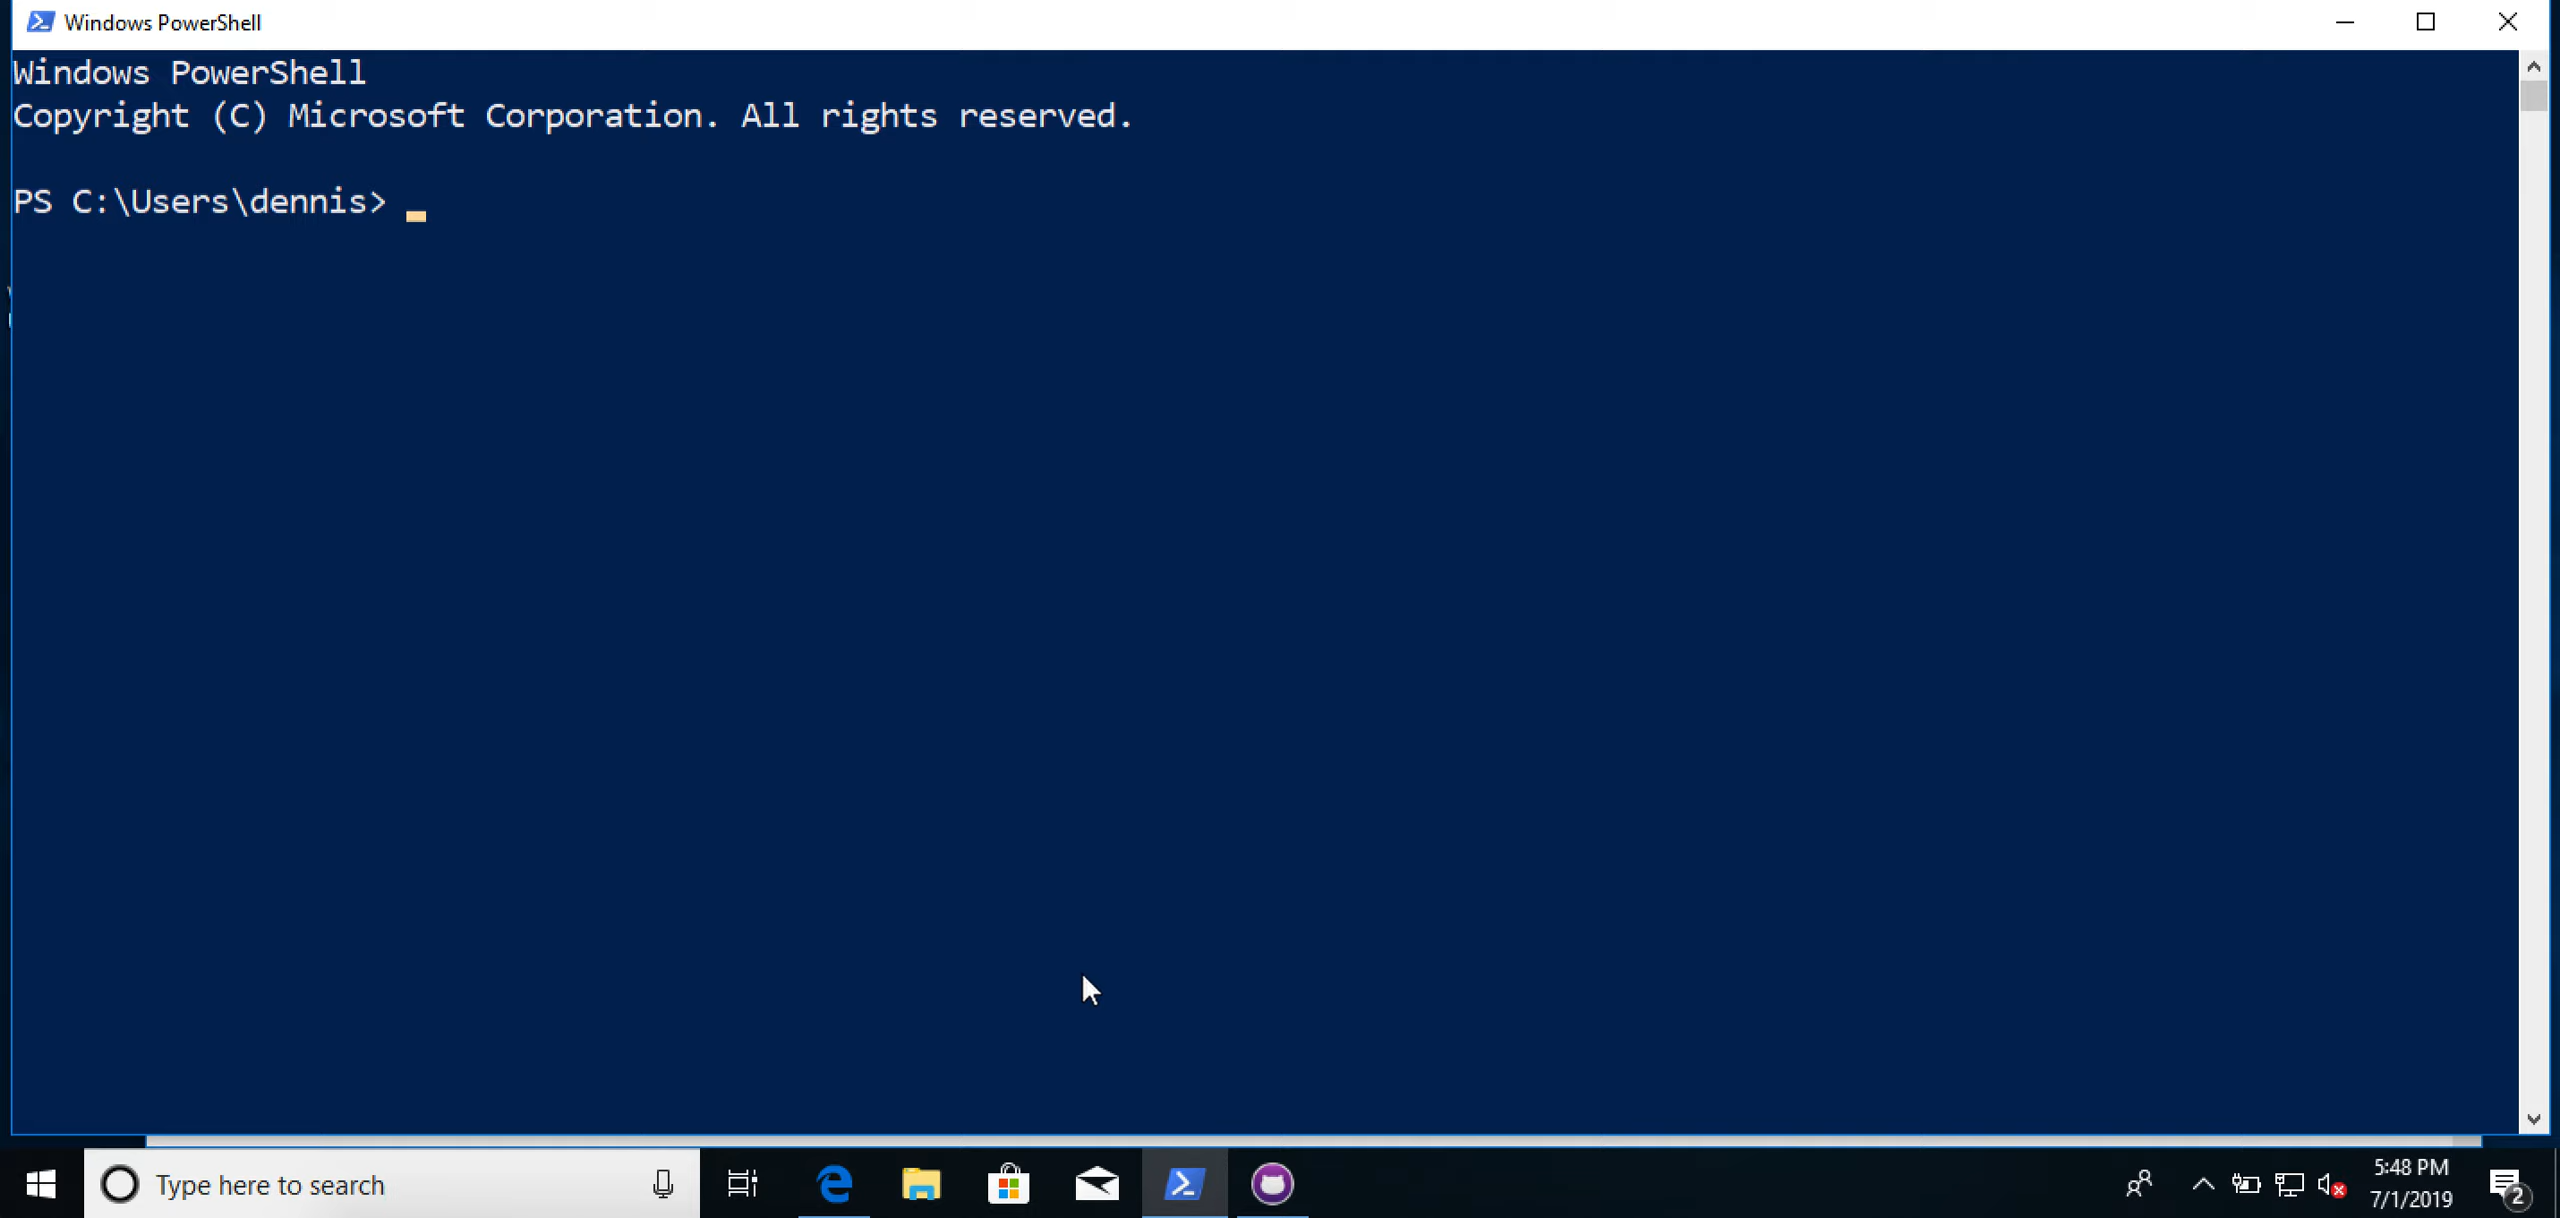 Windows PowerShell
Windows PowerShell
Copyright (C) Microsoft Corporation. All rights reserved.
PS C:\Users\dennis>
Type here to search
5:48 PM
7/1/2019
2